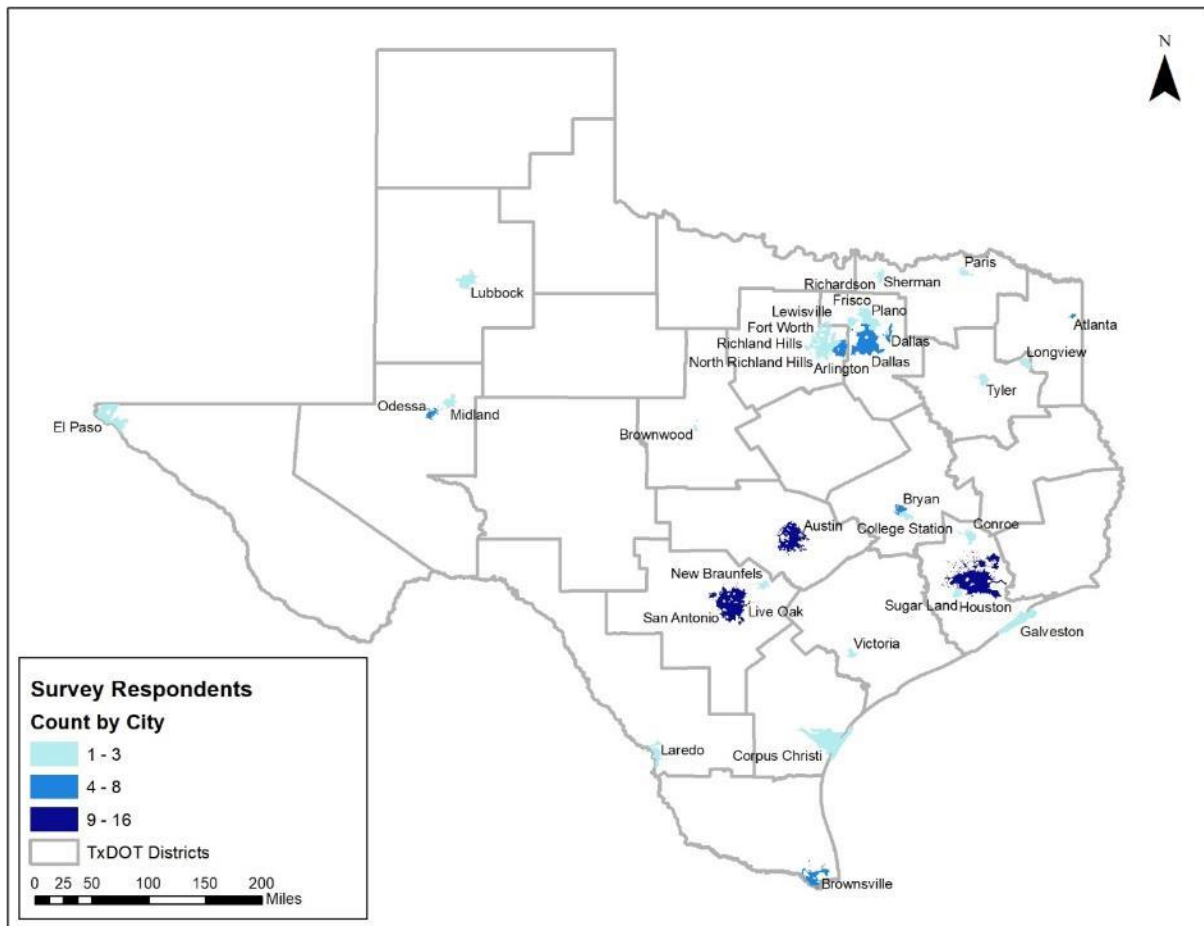 N
Paris
Richardson
Sherman
Frisco
Lewisville
Plano
Fort Worth
Atlanta
Dallas
Richland Hills
Longview
North Richland Hills
Dallas
Arlington
Tyler
Lubbock
Odessa
Midland
El Paso
Brownwood
Bryan
Austin
College Station
Conroe
New Braunfels
Live Oak
San Antonio
Sugar Land
Houston
Galveston
Victoria
Laredo
Corpus Christi
Brownsville
Survey Respondents
Count by City
1 - 3
4 - 8
9 - 16
TxDOT Districts
0 25 50 100 150 200
Miles